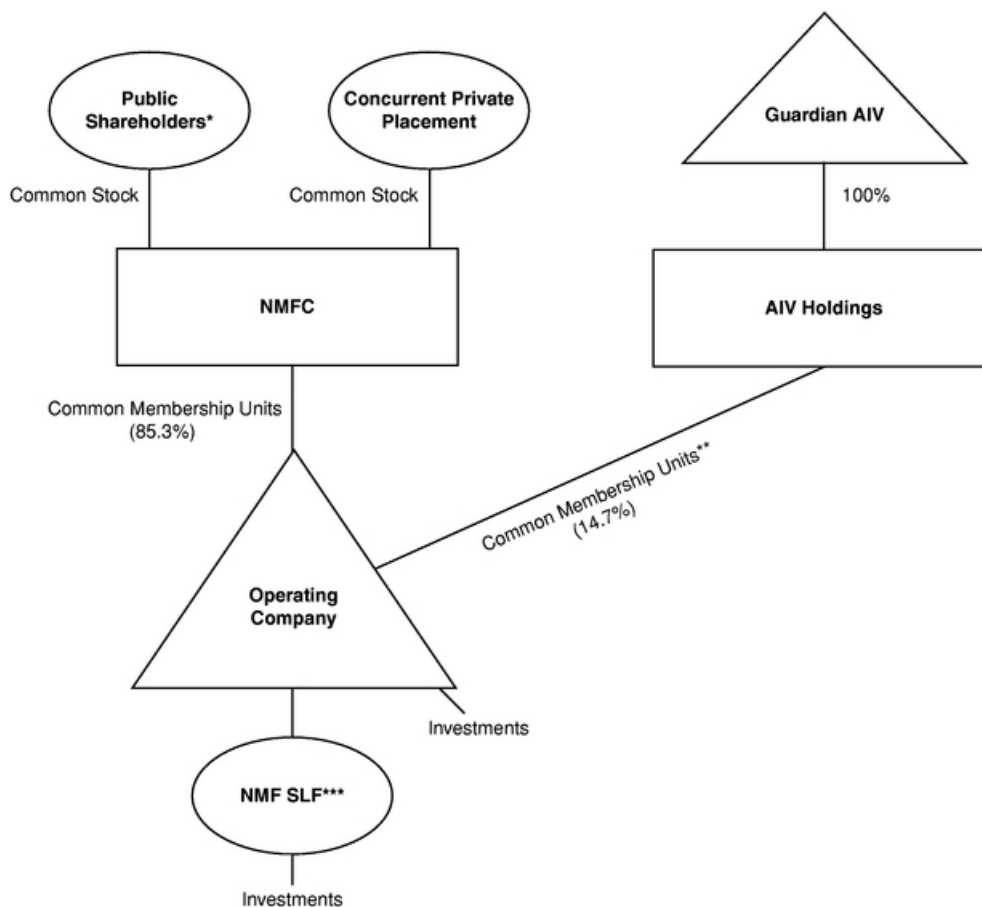 Public
Shareholders*
Concurrent Private
Placement
Guardian AIV
Common Stock
Common Stock
100%
NMFC
AIV Holdings
Common Membership Units
(85.3%)
Common Membership Units**
(14.7%)
Operating
Company
Investments
NMF SLF***
Investments